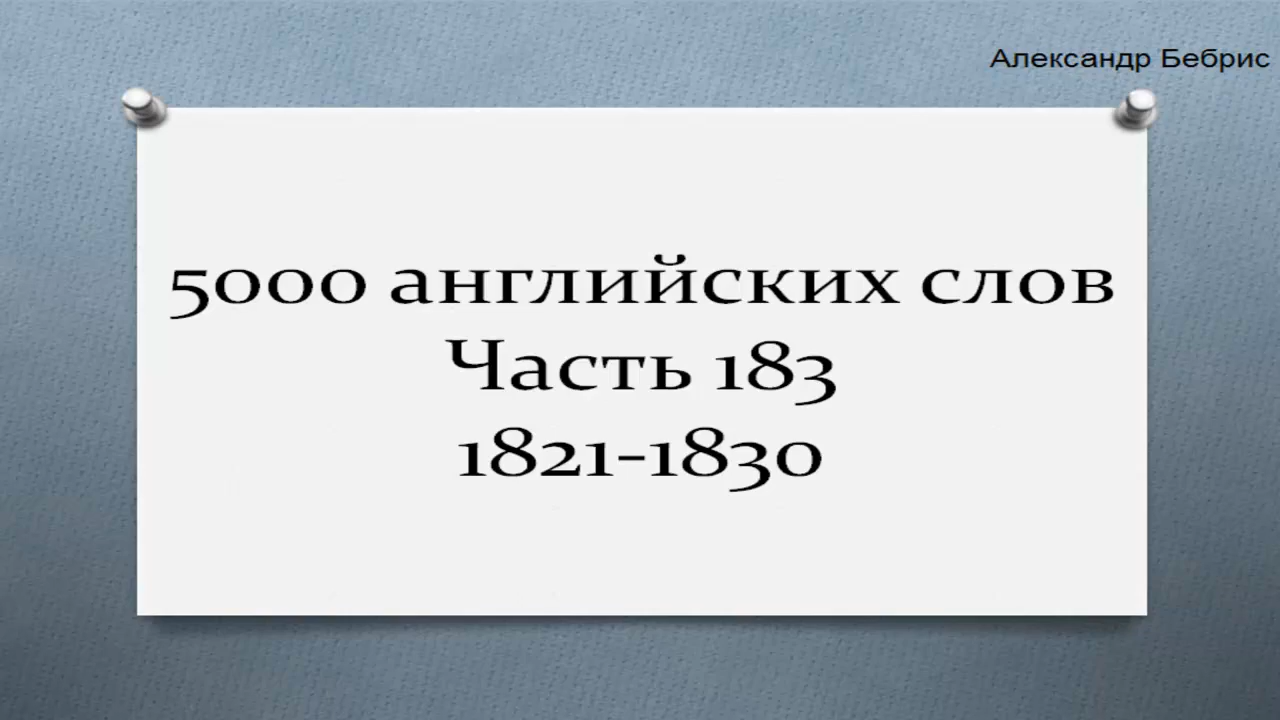 Александр Бебрис
5000 английских слов
Часть 183
1821-1830